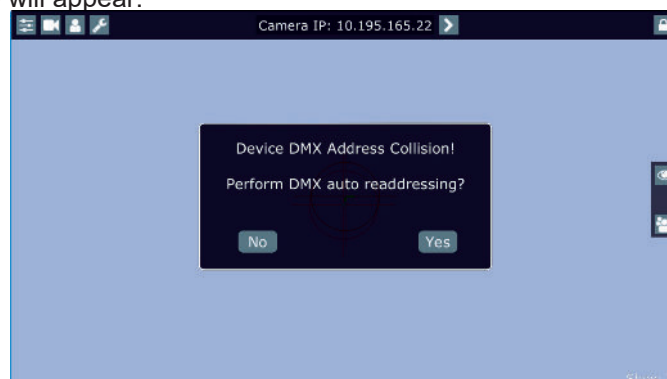 will appear:
Camera IP: 10.195.165.22
Device DMX Address Collision!
Perform DMX auto readdressing?
No Yes